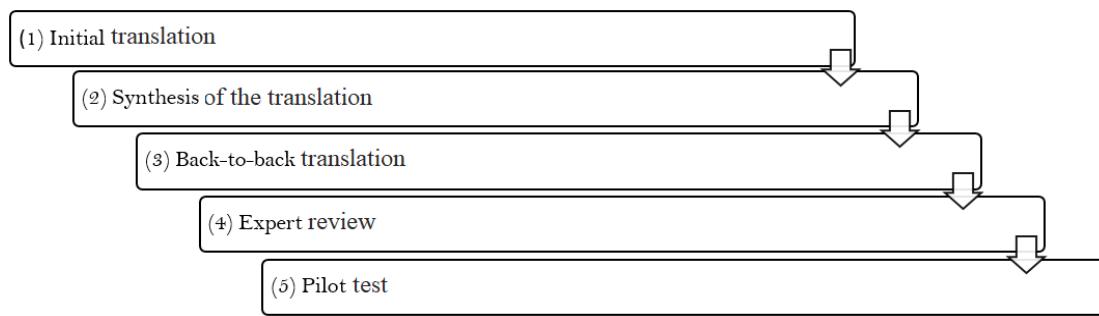 (1) Initial translation
(2) Synthesis of the translation
(3) Back-to-back translation
(4) Expert review
(5) Pilot test